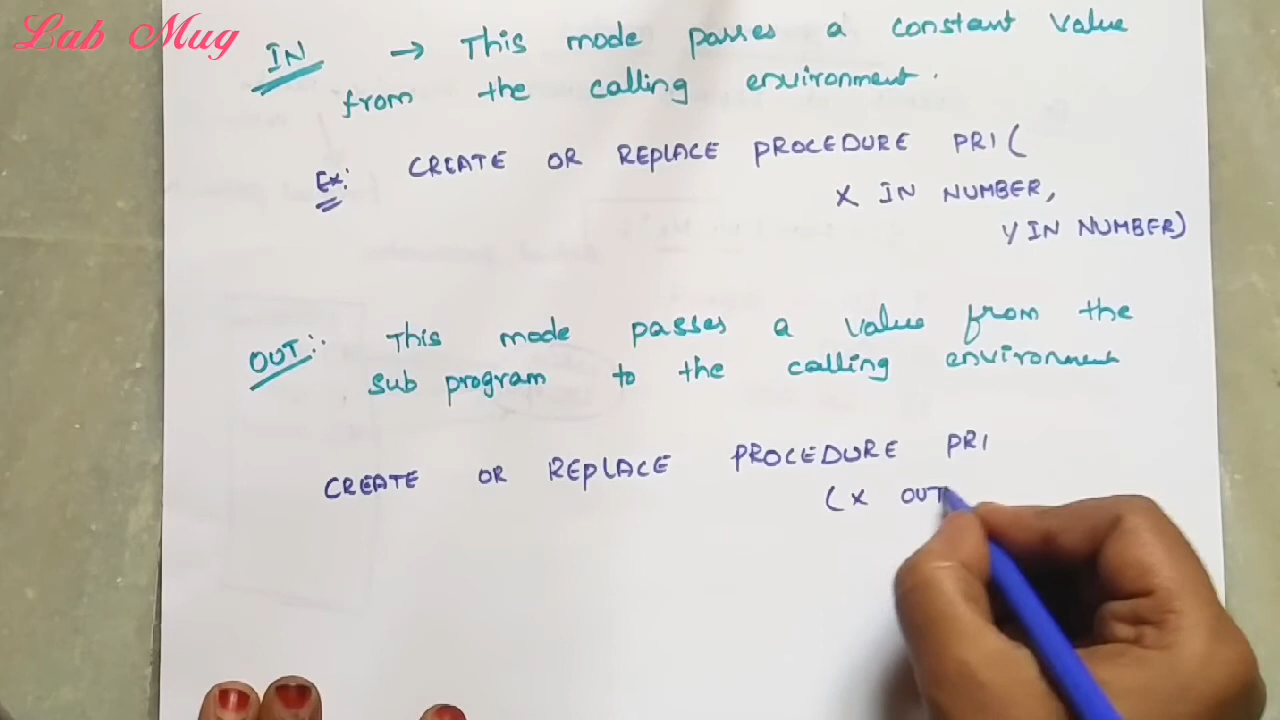 Lab Mug
IN → This mode passes a constant value
from the calling environment.
Ex: CREATE OR REPLACE PROCEDURE PR1(
X IN NUMBER,
Y IN NUMBER)
OUT:- This mode passes a value from the
sub program to the calling environment
CREATE OR REPLACE PROCEDURE PR1
(X OUT